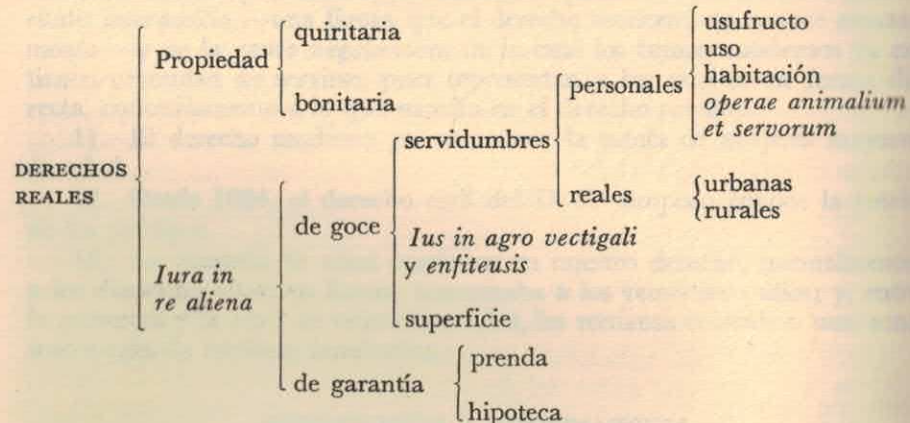 DERECHOS
REALES
Propiedad
quiritaria
bonitaria
Iura in
re aliena
de goce
servidumbres
personales
usufructo
uso
habitación
operae animalium
et servorum
reales
urbanas
rurales
Ius in agro vectigali
y enfiteusis
superficie
de garantía
prenda
hipoteca